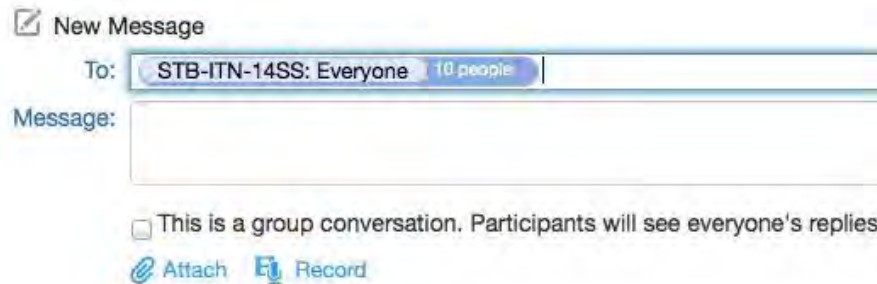 New Message
To: STB-ITN-14SS: Everyone 10 people
Message:
This is a group conversation. Participants will see everyone's replies
Attach Record